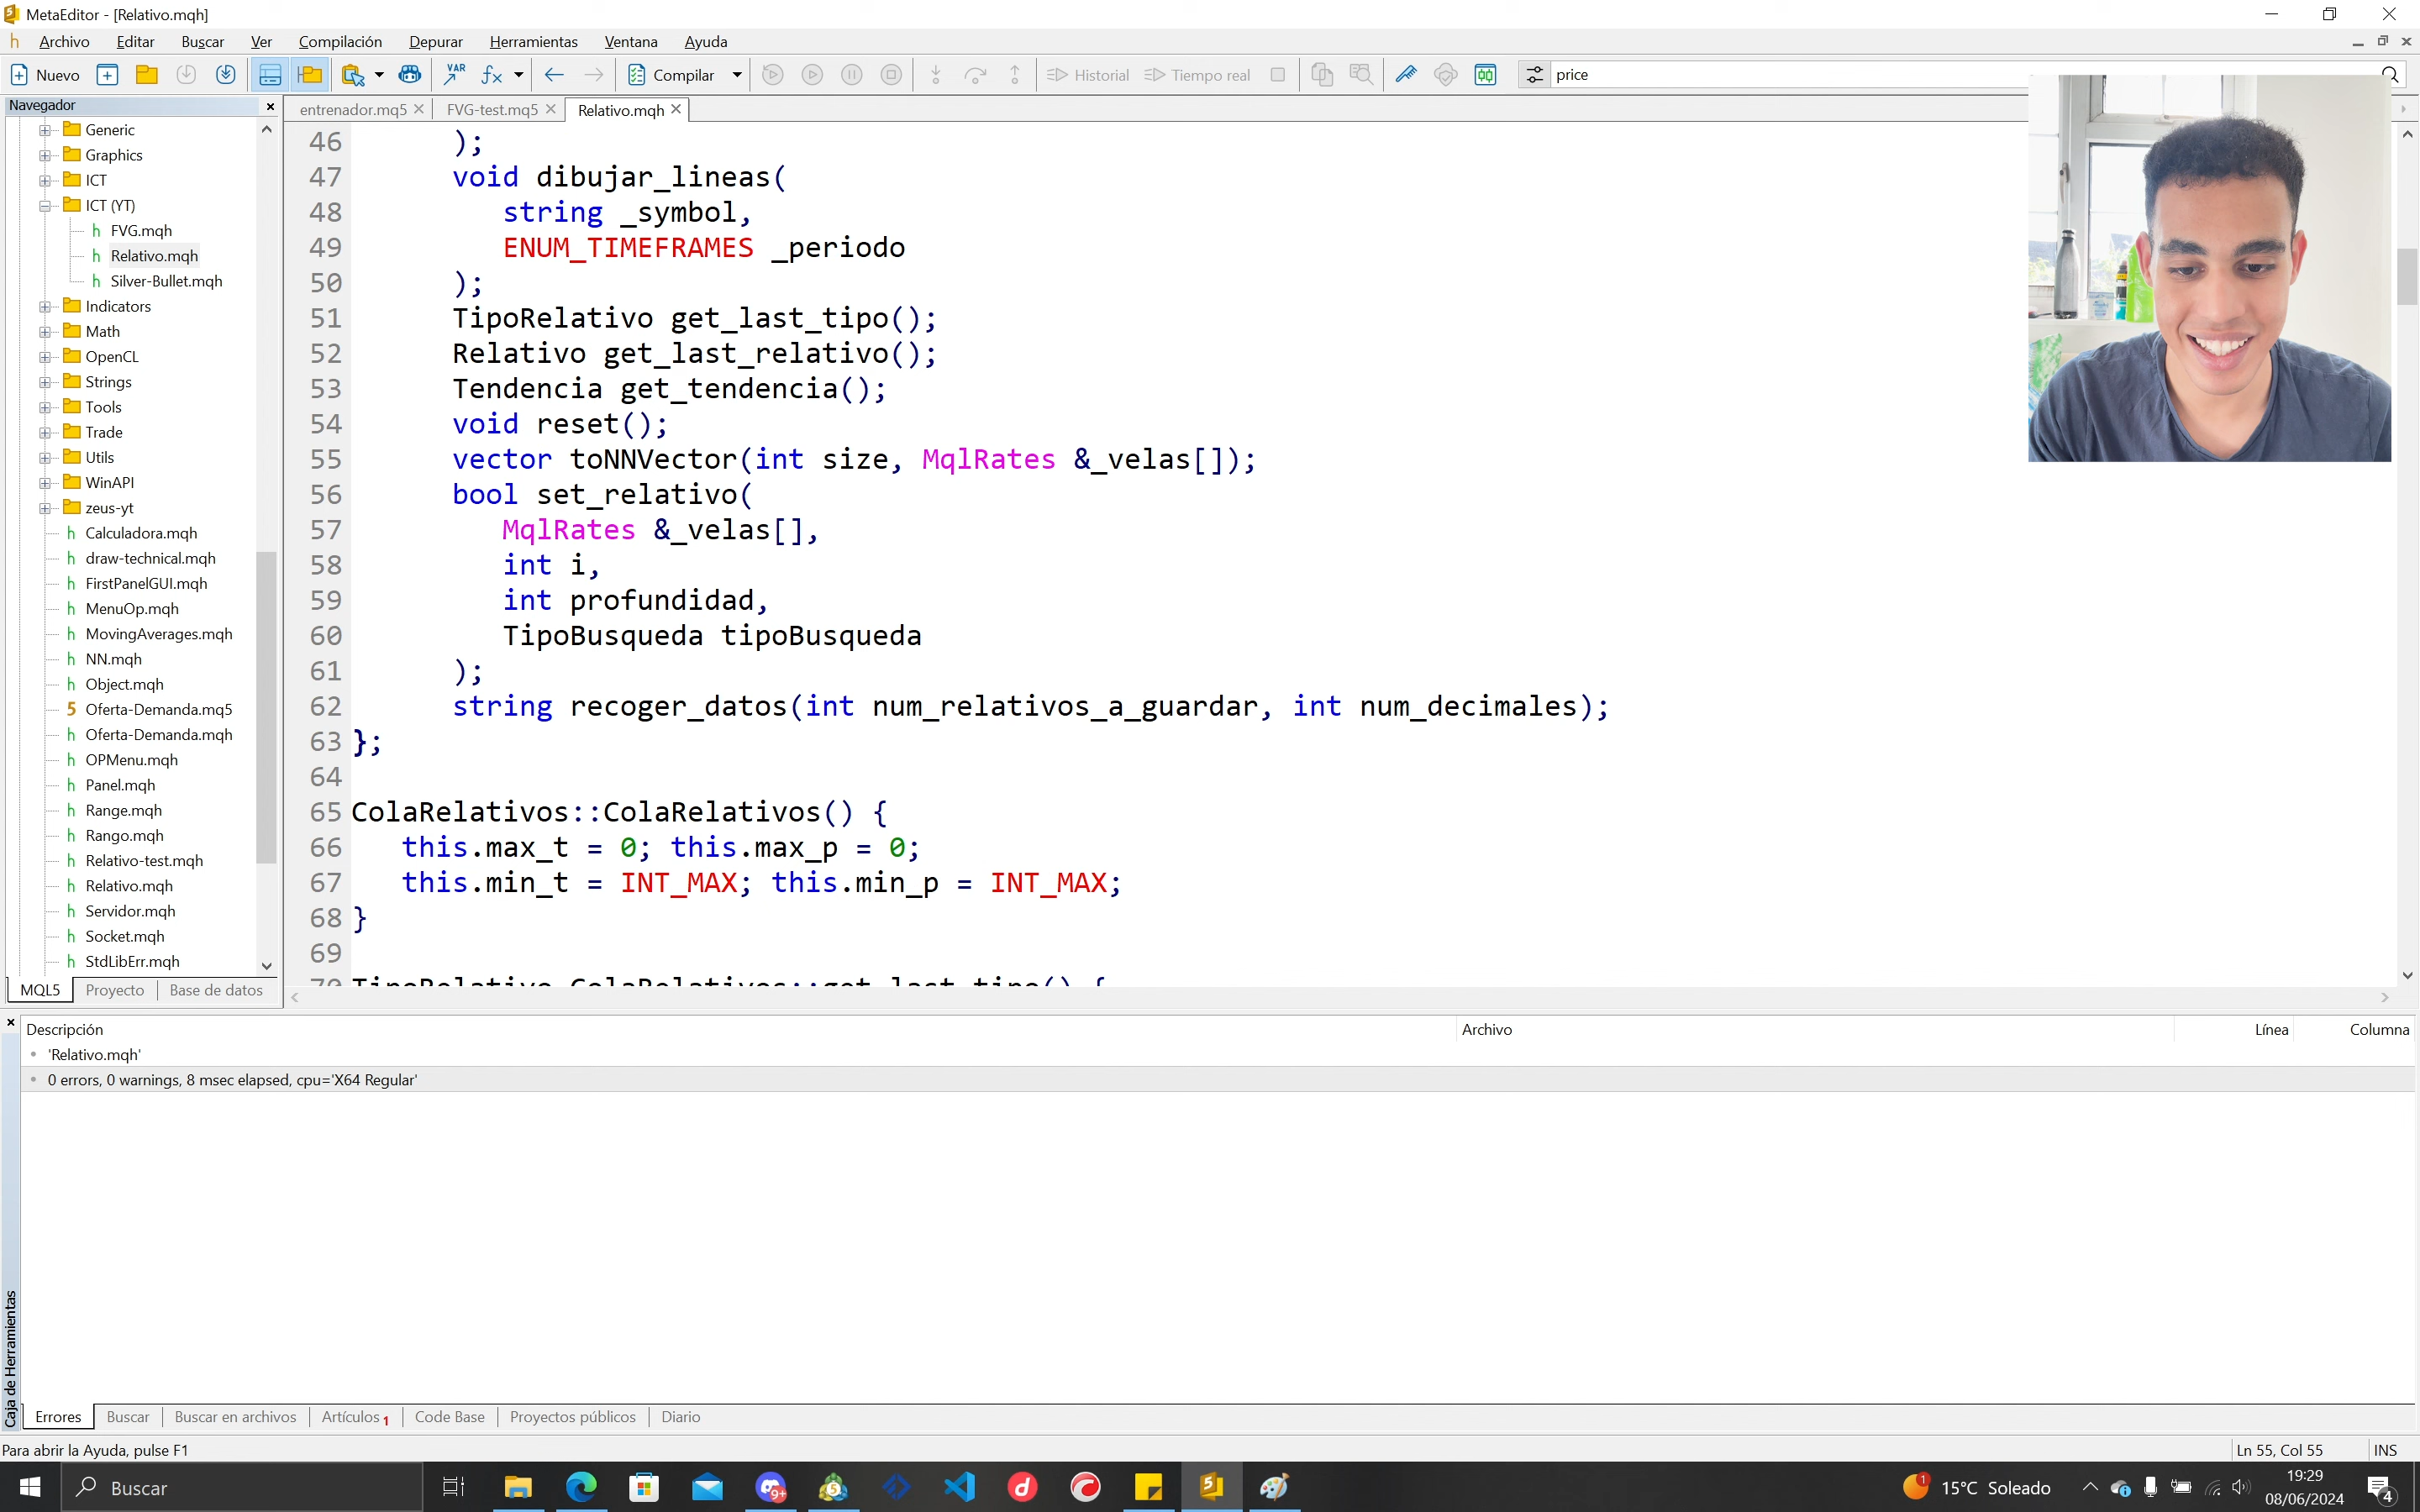 MetaEditor - [Relativo.mqh]
Archivo Editar Buscar Ver Compilación Depurar Herramientas Ventana Ayuda
Nuevo VAR fx Compilar Historial Tiempo real price
Navegador
entrenador.mq5 FVG-test.mq5 Relativo.mqh
Generic
Graphics
ICT
ICT (YT)
FVG.mqh
Relativo.mqh
Silver-Bullet.mqh
Indicators
Math
OpenCL
Strings
Tools
Trade
Utils
WinAPI
zeus-yt
Calculadora.mqh
draw-technical.mqh
FirstPanelGUI.mqh
MenuOp.mqh
MovingAverages.mqh
NN.mqh
Object.mqh
Oferta-Demanda.mq5
Oferta-Demanda.mqh
OPMenu.mqh
Panel.mqh
Range.mqh
Rango.mqh
Relativo-test.mqh
Relativo.mqh
Servidor.mqh
Socket.mqh
StdLibErr.mqh
MQL5 Proyecto Base de datos
46 );
47 void dibujar_lineas(
48 string _symbol,
49 ENUM_TIMEFRAMES _periodo
50 );
51 TipoRelativo get_last_tipo();
52 Relativo get_last_relativo();
53 Tendencia get_tendencia();
54 void reset();
55 vector toNNVector(int size, MqlRates &_velas[]);
56 bool set_relativo(
57 MqlRates &_velas[],
58 int i,
59 int profundidad,
60 TipoBusqueda tipoBusqueda
61 );
62 string recoger_datos(int num_relativos_a_guardar, int num_decimales);
63 };
64
65 ColaRelativos::ColaRelativos() {
66 this.max_t = 0; this.max_p = 0;
67 this.min_t = INT_MAX; this.min_p = INT_MAX;
68 }
69
70 TipoRelativo ColaRelativos::get_last_tipo() {
Descripción Archivo Línea Columna
'Relativo.mqh'
0 errors, 0 warnings, 8 msec elapsed, cpu='X64 Regular'
Caja de Herramientas
Errores Buscar Buscar en archivos Artículos 1 Code Base Proyectos públicos Diario
Para abrir la Ayuda, pulse F1 Ln 55, Col 55 INS
Buscar 9+ 15°C Soleado 19:29
08/06/2024 4